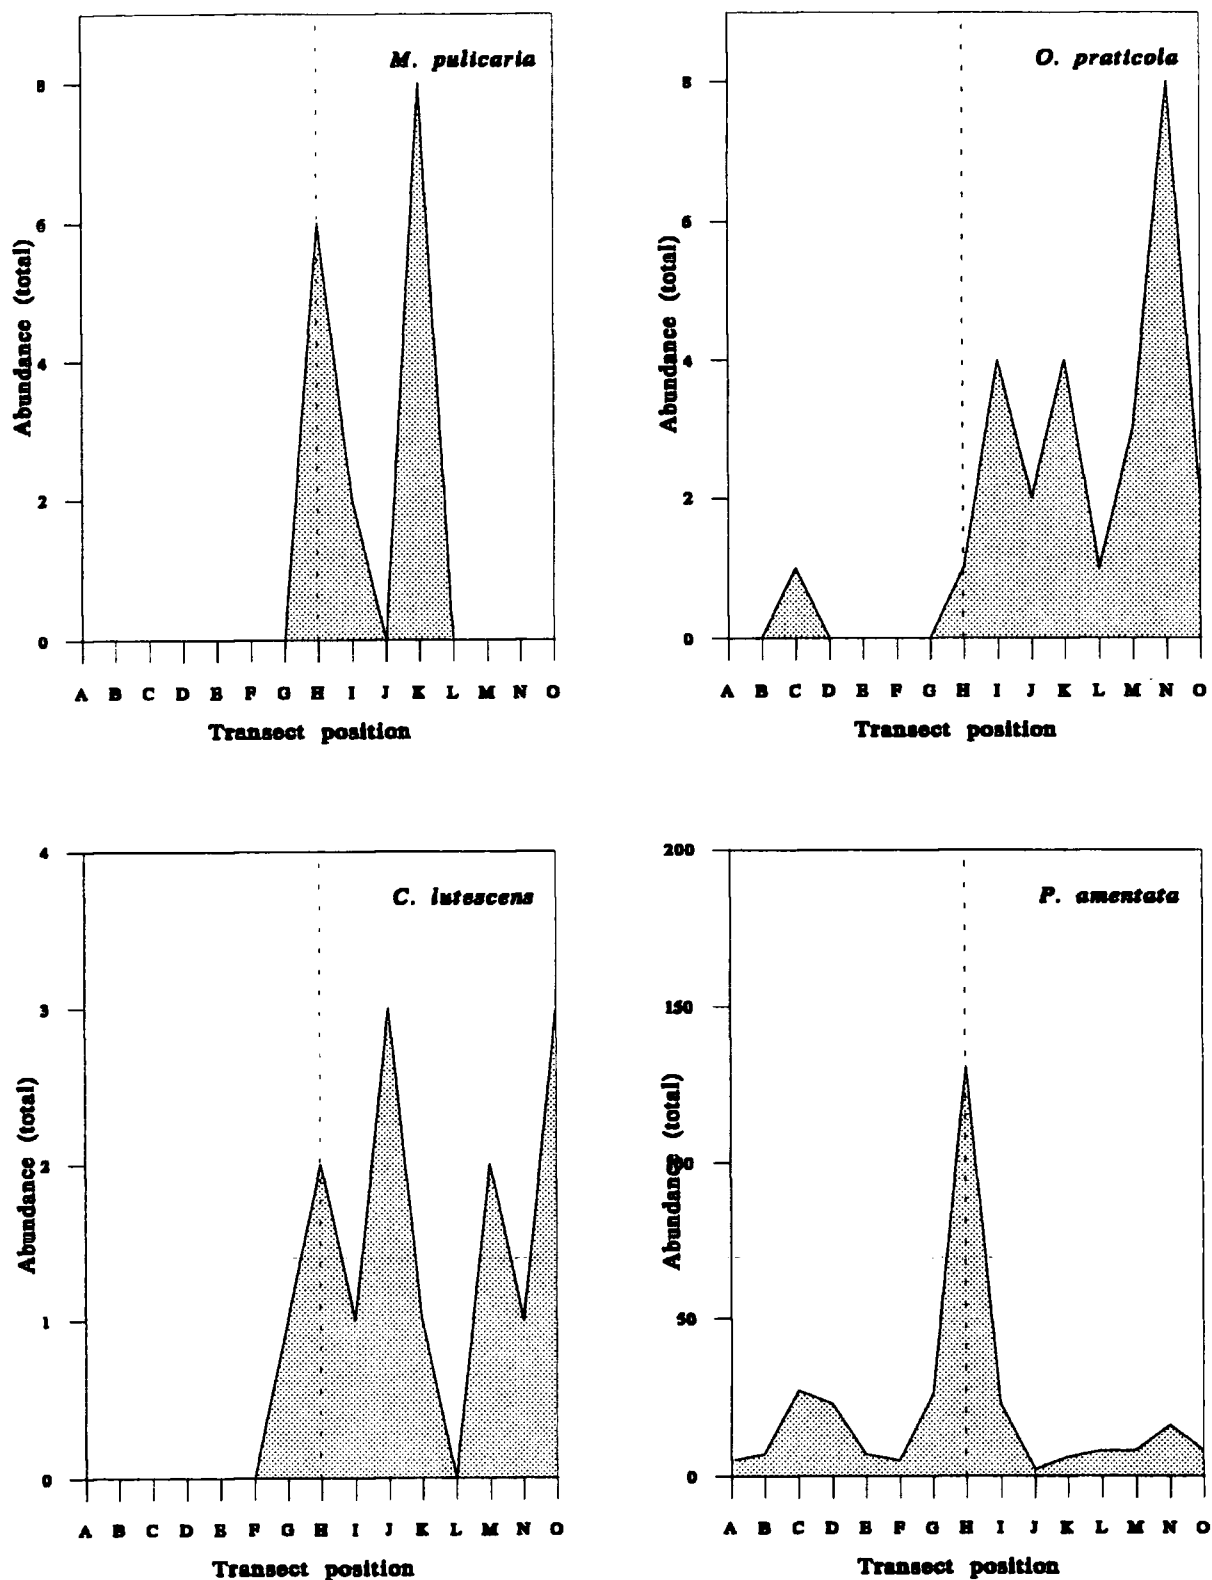 M. pulicaria
Abundance (total)
8
6
4
2
0
A B C D E F G H I J K L M N O
Transect position
O. praticola
Abundance (total)
8
6
4
2
0
A B C D E F G H I J K L M N O
Transect position
C. lutescens
Abundance (total)
4
3
2
1
0
A B C D E F G H I J K L M N O
Transect position
P. amentata
Abundance (total)
200
150
100
50
0
A B C D E F G H I J K L M N O
Transect position